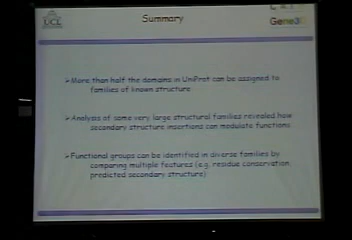 UCL
Summary
Gene3
➢More than half the domains in UniProt can be assigned to
families of known structure
➢Analysis of some very large structural families revealed how
secondary structure insertions can modulate functions
➢Functional groups can be identified in diverse families by
comparing multiple features (e.g. residue conservation
predicted secondary structure)